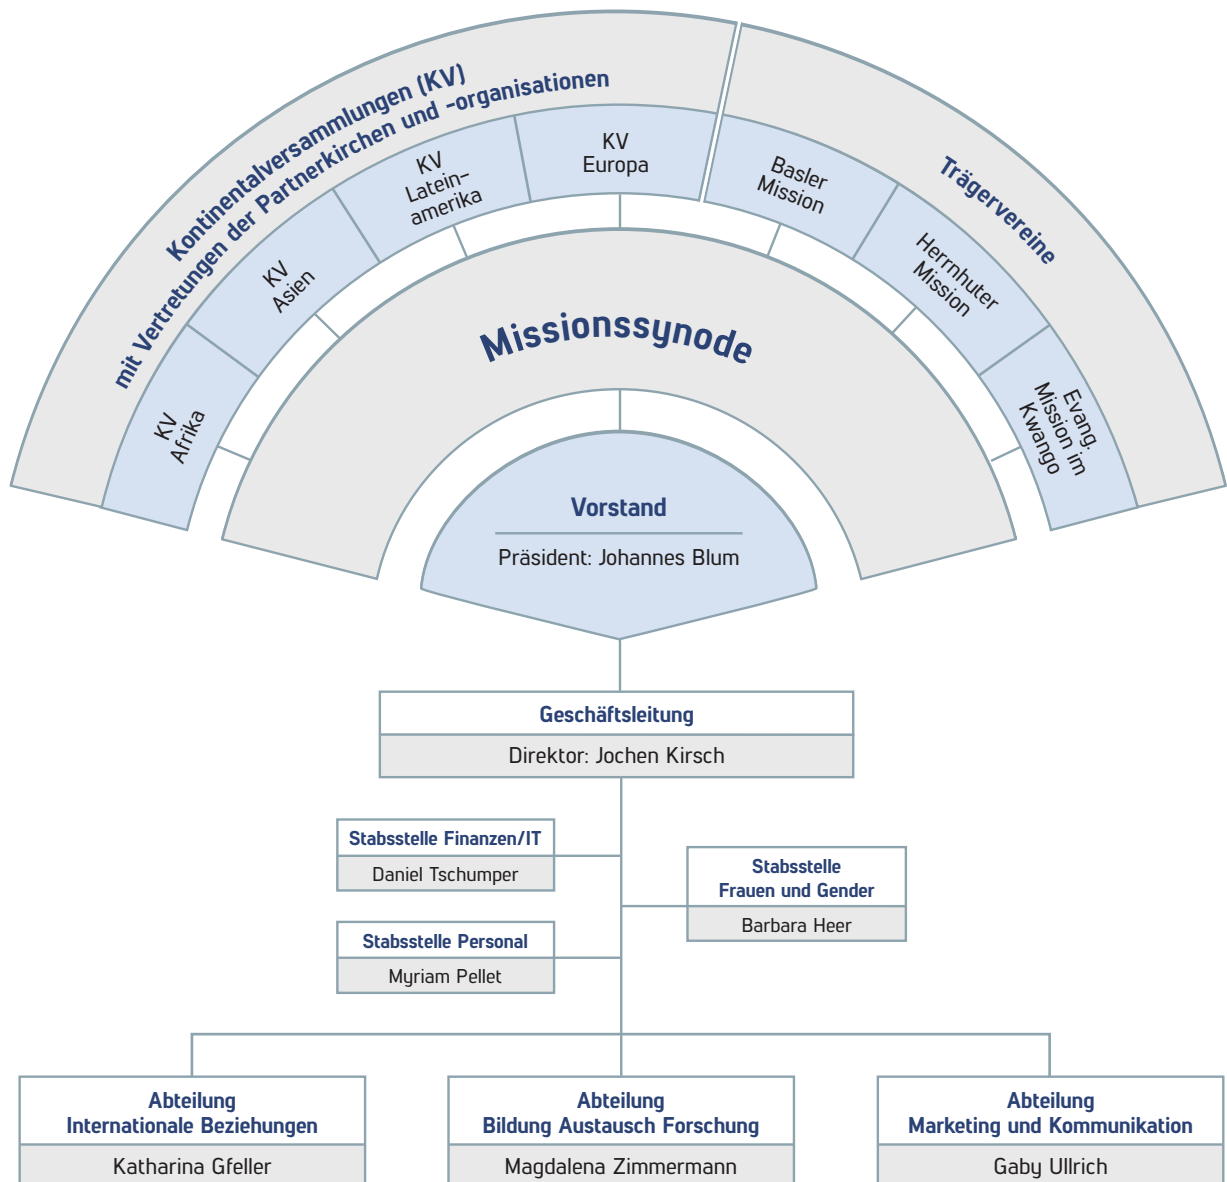 Kontinentalversammlungen (KV)
mit Vertretungen der Partnerkirchen und -organisationen
Trägervereine
KV
Afrika
KV
Asien
KV
Latein-
amerika
KV
Europa
Basler
Mission
Herrnhuter
Mission
Evang.
Mission im
Kwango
Missionssynode
Vorstand
Präsident: Johannes Blum
Geschäftsleitung
Direktor: Jochen Kirsch
Stabsstelle Finanzen/IT
Daniel Tschumper
Stabsstelle
Frauen und Gender
Barbara Heer
Stabsstelle Personal
Myriam Pellet
Abteilung
Internationale Beziehungen
Katharina Gfeller
Abteilung
Bildung Austausch Forschung
Magdalena Zimmermann
Abteilung
Marketing und Kommunikation
Gaby Ullrich